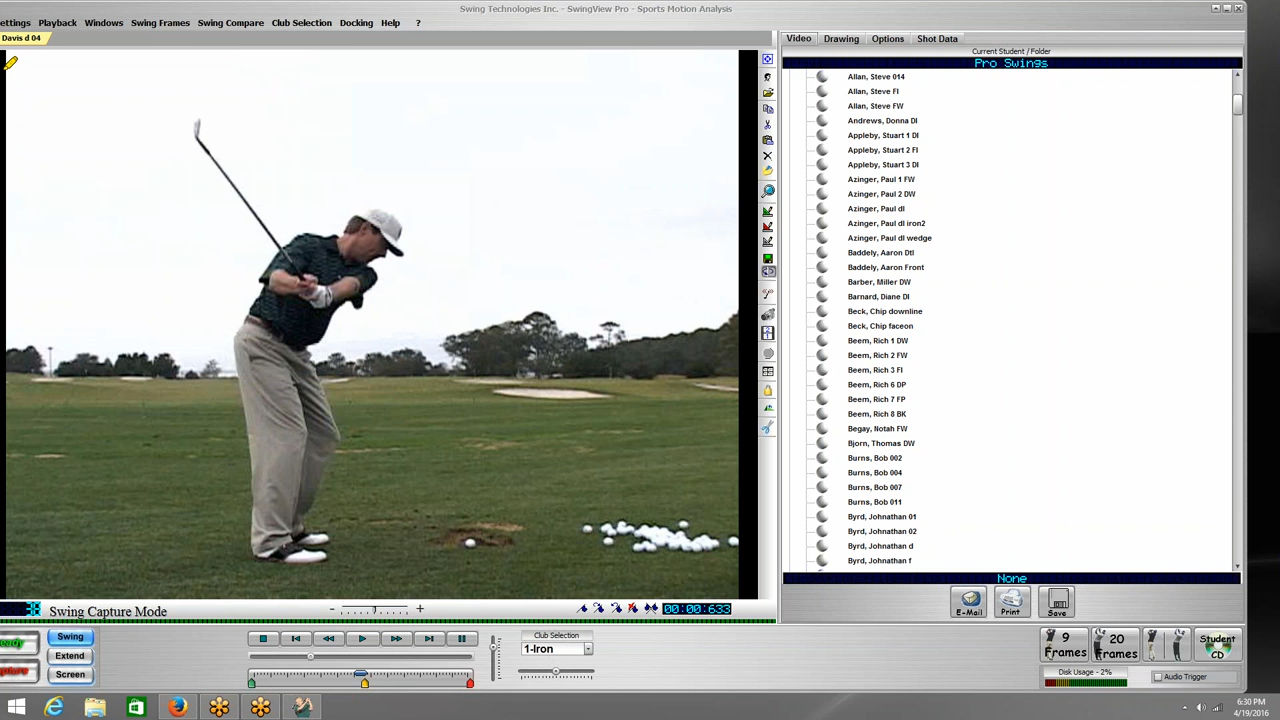 Swing Technologies Inc. - SwingView Pro - Sports Motion Analysis
ettings Playback Windows Swing Frames Swing Compare Club Selection Docking Help ?
Davis d 04
Video Drawing Options Shot Data
Current Student / Folder
Pro Swings
Allan, Steve 014
Allan, Steve FI
Allan, Steve FW
Andrews, Donna DI
Appleby, Stuart 1 DI
Appleby, Stuart 2 FI
Appleby, Stuart 3 DI
Azinger, Paul 1 FW
Azinger, Paul 2 DW
Azinger, Paul dl
Azinger, Paul dl iron2
Azinger, Paul dl wedge
Baddely, Aaron Dtl
Baddely, Aaron Front
Barber, Miller DW
Barnard, Diane DI
Beck, Chip downline
Beck, Chip faceon
Beem, Rich 1 DW
Beem, Rich 2 FW
Beem, Rich 3 FI
Beem, Rich 6 DP
Beem, Rich 7 FP
Beem, Rich 8 BK
Begay, Notah FW
Bjorn, Thomas DW
Burns, Bob 002
Burns, Bob 004
Burns, Bob 007
Burns, Bob 011
Byrd, Johnathan 01
Byrd, Johnathan 02
Byrd, Johnathan d
Byrd, Johnathan f
None
E-Mail Print Save
Swing Capture Mode
- +
00:00:633
Swing
Extend
Screen
Club Selection
1-Iron
9 Frames
20 Frames
Student CD
Disk Usage - 2%
Audio Trigger
6:30 PM
4/19/2016